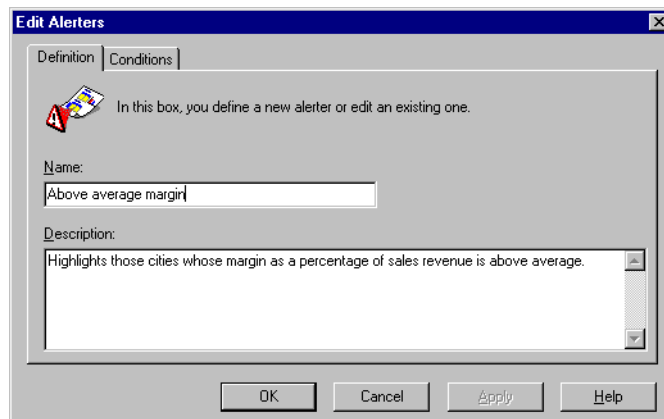 Edit Alerters
Definition Conditions
In this box, you define a new alerter or edit an existing one.
Name:
Above average margin
Description:
Highlights those cities whose margin as a percentage of sales revenue is above average.
OK Cancel Apply Help